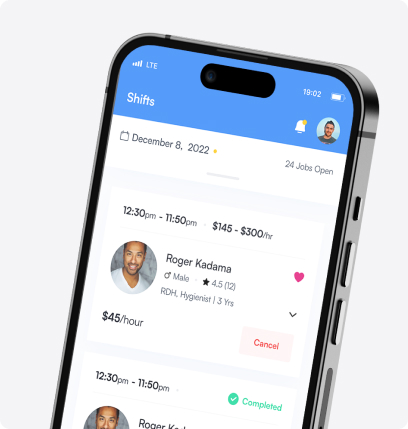 LTE 19:02
Shifts
December 8, 2022
24 Jobs Open
12:30pm - 11:50pm · $145 - $300/hr
Roger Kadama
Male · 4.5 (12)
RDH, Hygienist | 3 Yrs
$45/hour
Cancel
12:30pm - 11:50pm ·
Completed
Roger